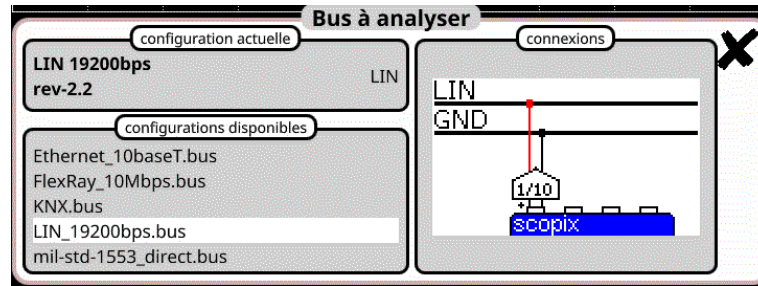 Bus à analyser
configuration actuelle
LIN 19200bps
rev-2.2
LIN
configurations disponibles
Ethernet_10baseT.bus
FlexRay_10Mbps.bus
KNX.bus
LIN_19200bps.bus
mil-std-1553_direct.bus
connexions
LIN
GND
1/10
scopix